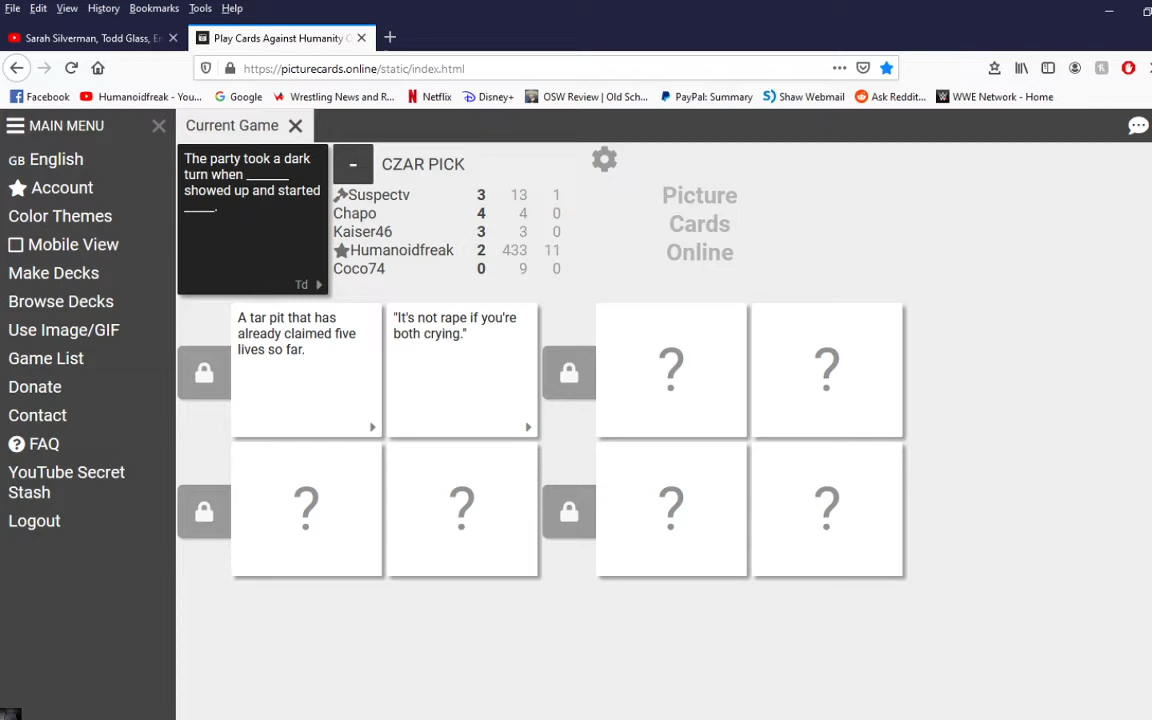 File Edit View History Bookmarks Tools Help
Sarah Silverman, Todd Glass, Er
Play Cards Against Humanity O
https://picturecards.online/static/index.html
Facebook Humanoidfreak - You... Google Wrestling News and R... Netflix Disney+ OSW Review | Old Sch... PayPal: Summary Shaw Webmail Ask Reddit... WWE Network - Home
MAIN MENU
GB English
Account
Color Themes
Mobile View
Make Decks
Browse Decks
Use Image/GIF
Game List
Donate
Contact
FAQ
YouTube Secret
Stash
Logout
Current Game
The party took a dark
turn when ______
showed up and started
_____.
Td
-
CZAR PICK
Suspectv 3 13 1
Chapo 4 4 0
Kaiser46 3 3 0
Humanoidfreak 2 433 11
Coco74 0 9 0
Picture
Cards
Online
A tar pit that has
already claimed five
lives so far.
"It's not rape if you're
both crying."
? ?
? ? ? ?